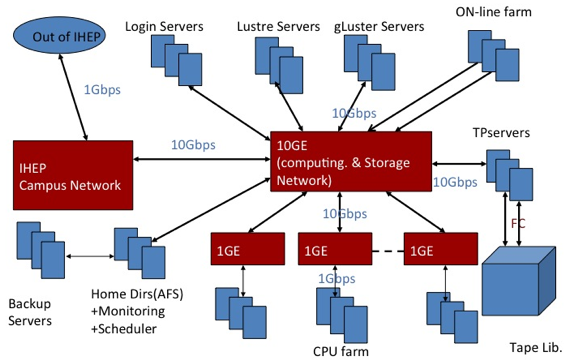 Out of IHEP
Login Servers
Lustre Servers
gLuster Servers
ON-line farm
1Gbps
10Gbps
10Gbps
10GE
(computing. & Storage
Network)
TPservers
IHEP
Campus Network
10Gbps
10Gbps
FC
1GE
1GE
1GE
1Gbps
Backup
Servers
Home Dirs(AFS)
+Monitoring
+Scheduler
CPU farm
Tape Lib.